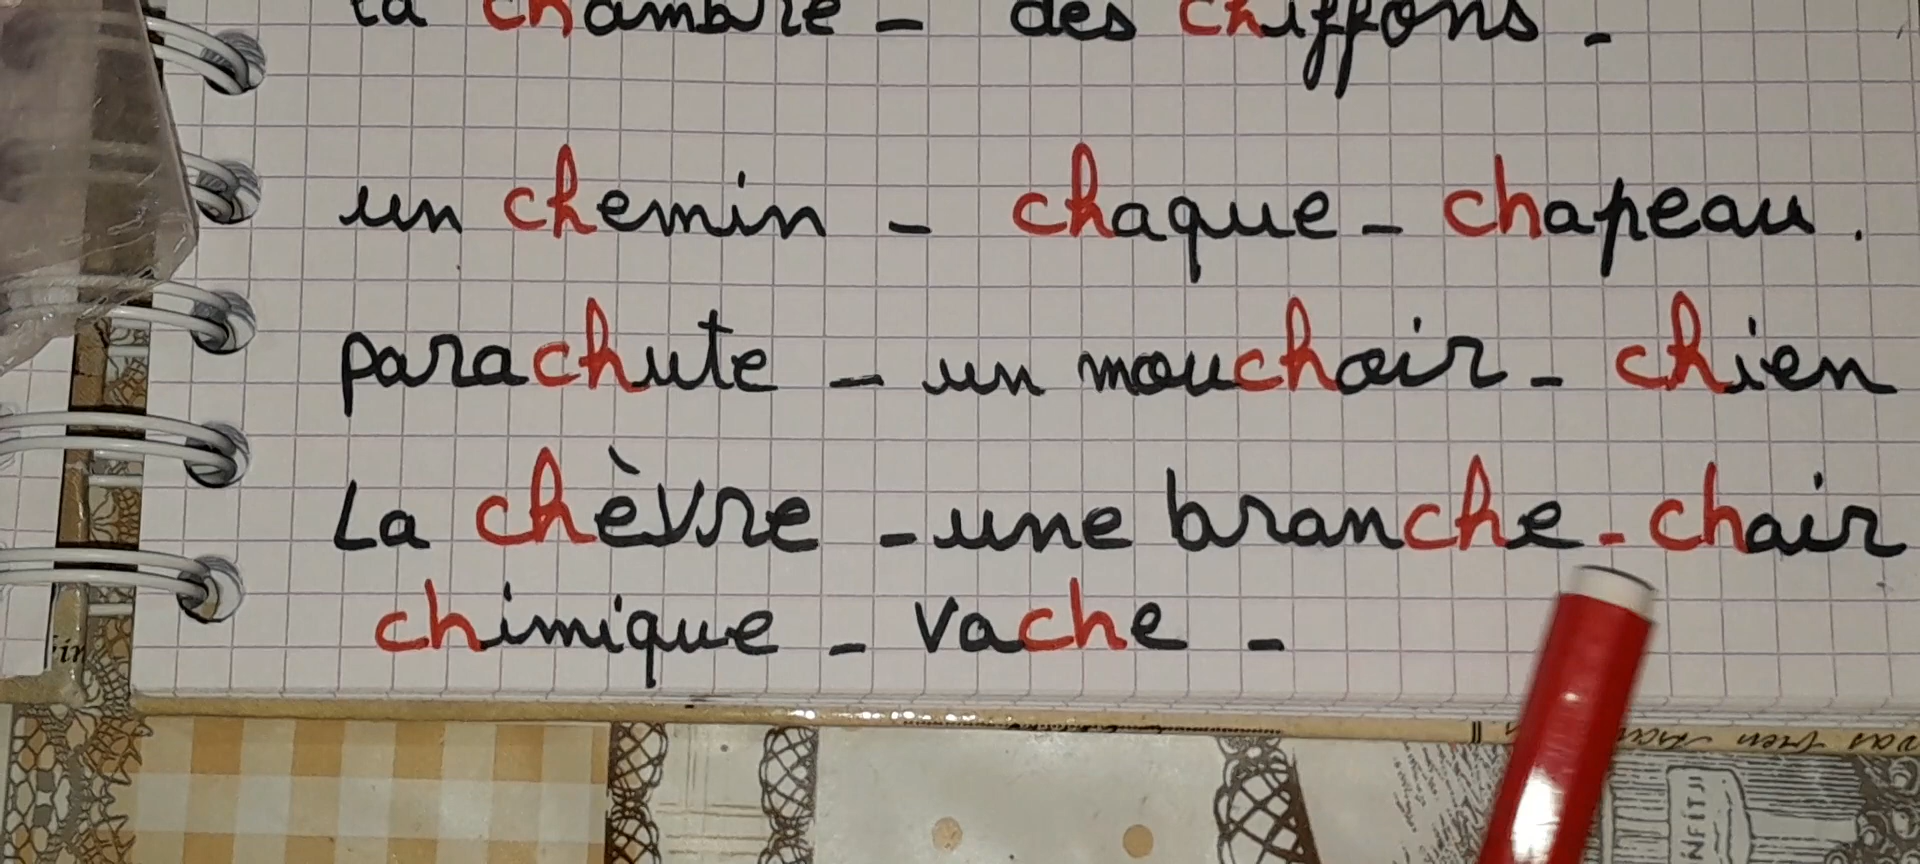 la chambre - des chiffons -
un chemin - chaque - chapeau.
parachute - un mouchoir - chien
La chèvre - une branche - chair
chimique - vache -